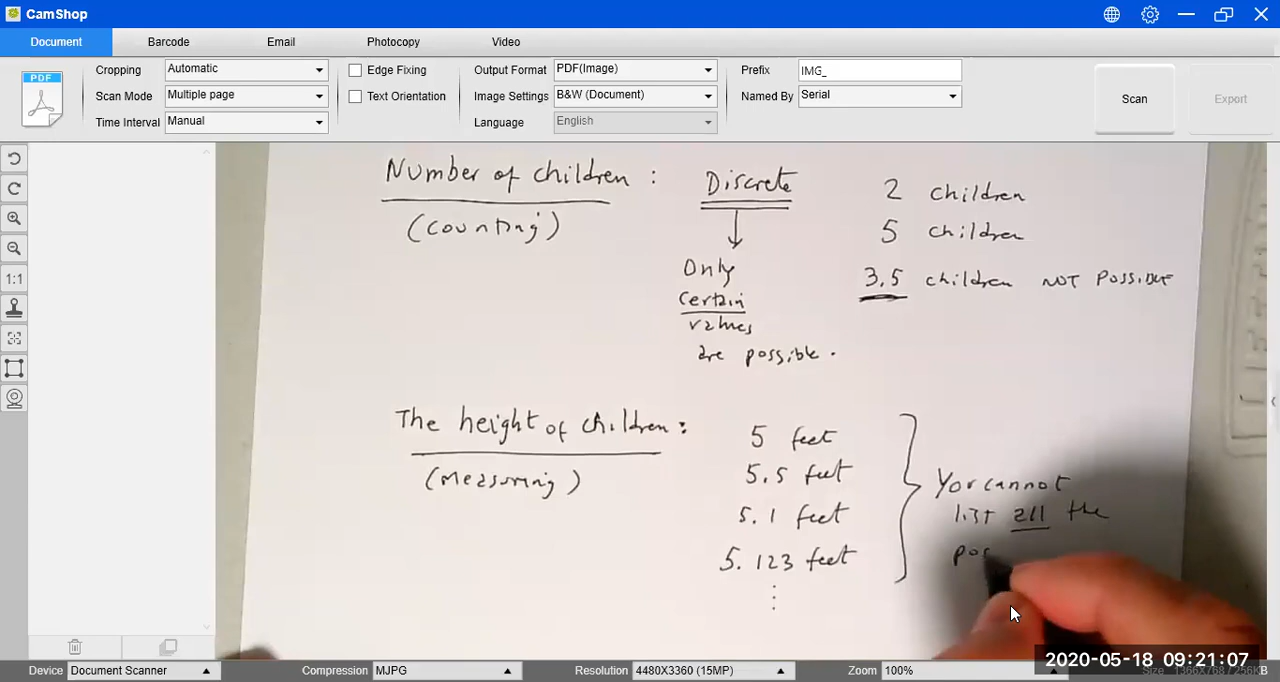 CamShop
Document Barcode Email Photocopy Video
PDF
Cropping Automatic
Scan Mode Multiple page
Time Interval Manual
Edge Fixing
Text Orientation
Output Format PDF(Image)
Image Settings B&W (Document)
Language English
Prefix IMG_
Named By Serial
Scan
Export
1:1
Number of children : Discrete 2 children
(counting) 5 children
3.5 children NOT POSSIBLE
Only
certain
values
are possible.
The height of children: 5 feet
(measuring) 5.5 feet
5.1 feet
5.123 feet
⋮
You cannot
list all the
pos
Device Document Scanner Compression MJPG Resolution 4480X3360 (15MP) Zoom 100%
2020-05-18 09:21:07